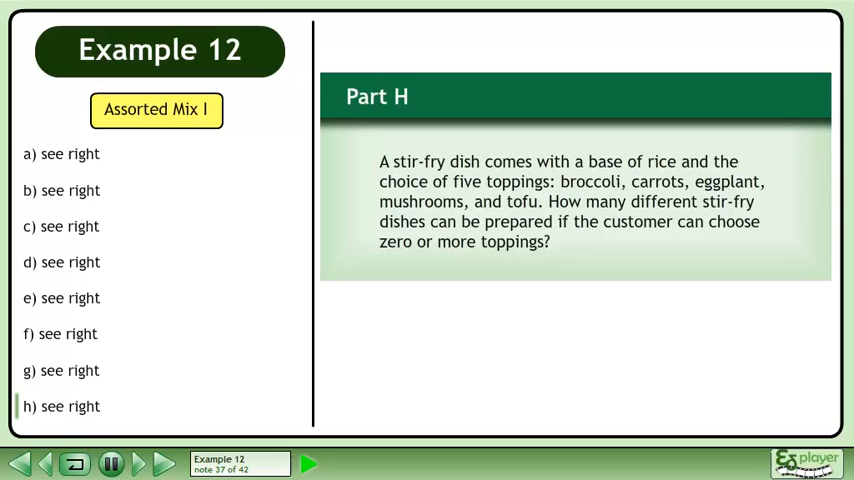 Example 12
Assorted Mix I
a) see right
b) see right
c) see right
d) see right
e) see right
f) see right
g) see right
h) see right
Part H
A stir-fry dish comes with a base of rice and the
choice of five toppings: broccoli, carrots, eggplant,
mushrooms, and tofu. How many different stir-fry
dishes can be prepared if the customer can choose
zero or more toppings?
Example 12
note 37 of 42
player